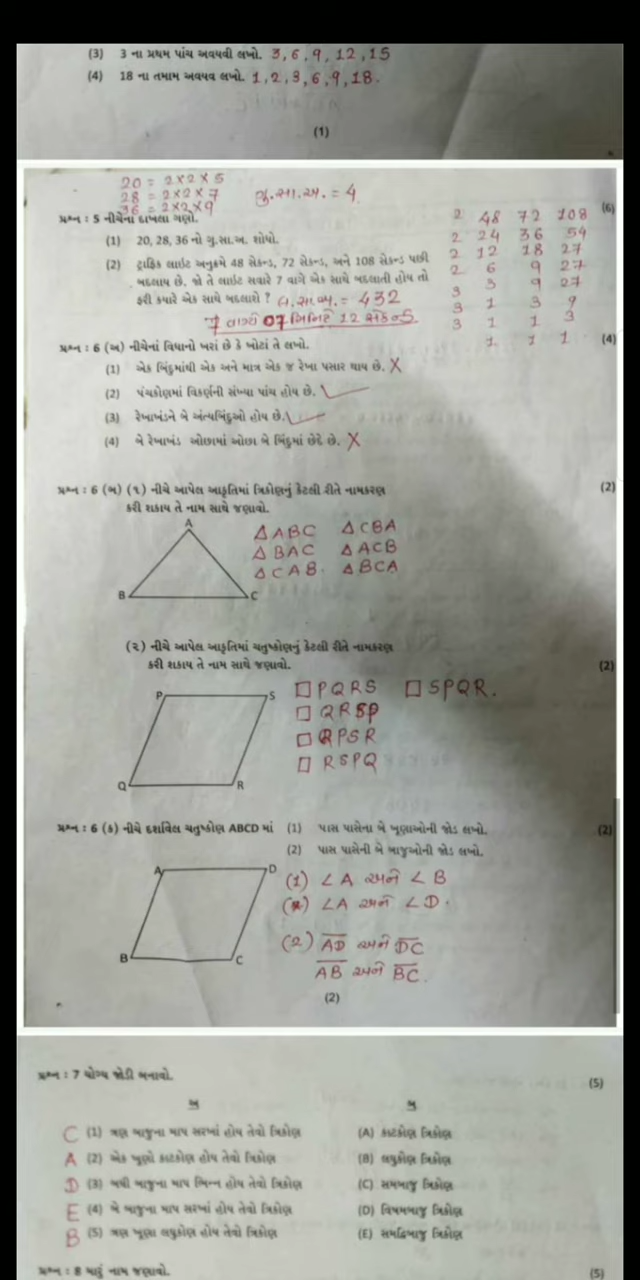 (3) 3 ના પ્રથમ પાંચ અવયવી લખો. 3, 6, 9, 12, 15
(4) 18 ના તમામ અવયવ લખો. 1, 2, 3, 6, 9, 18.
(1)
20 = 2×2×5
28 = 2×2×7
36 = 2×2×9
ગુ.સા.અ. = 4
પ્રશ્ન : 5 નીચેના દાખલા ગણો. (6)
(1) 20, 28, 36 નો ગુ.સા.અ. શોધો.
(2) ટ્રાફિક લાઈટ અનુક્રમે 48 સેકન્ડ, 72 સેકન્ડ, અને 108 સેકન્ડ પછી
બદલાય છે. જો તે લાઈટ સવારે 7 વાગે એક સાથે બદલાતી હોય તો
ફરી ક્યારે એક સાથે બદલાશે ? લ.સા.અ. = 432
7 વાગ્યે 07 મિનિટે 12 સેકન્ડ
2 48 72 108
2 24 36 54
2 12 18 27
2 6 9 27
3 3 9 27
3 1 3 9
3 1 1 3
1 1 1
પ્રશ્ન : 6 (અ) નીચેનાં વિધાનો ખરાં છે કે ખોટાં તે લખો. (4)
(1) એક બિંદુમાંથી એક અને માત્ર એક જ રેખા પસાર થાય છે. X
(2) પંચકોણમાં વિકર્ણની સંખ્યા પાંચ હોય છે. ✓
(3) રેખાખંડને બે અંત્યબિંદુઓ હોય છે. ✓
(4) બે રેખાખંડ ઓછામાં ઓછા બે બિંદુમાં છેદે છે. X
પ્રશ્ન : 6 (બ) (૧) નીચે આપેલ આકૃતિમાં ત્રિકોણનું કેટલી રીતે નામકરણ (2)
કરી શકાય તે નામ સાથે જણાવો.
A
B
C
△ABC △CBA
△BAC △ACB
△CAB. △BCA
(૨) નીચે આપેલ આકૃતિમાં ચતુષ્કોણનું કેટલી રીતે નામકરણ
કરી શકાય તે નામ સાથે જણાવો. (2)
P
S
Q
R
□PQRS □SPQR.
□QRSP
□QPSR
□RSPQ
પ્રશ્ન : 6 (ક) નીચે દર્શાવેલ ચતુષ્કોણ ABCD માં (1) પાસ પાસેના બે ખૂણાઓની જોડ લખો. (2)
(2) પાસ પાસેની બે બાજુઓની જોડ લખો.
A
D
B
C
(1) ∠A અને ∠B
∠A અને ∠D.
(2) AD અને DC
AB અને BC.
(2)
પ્રશ્ન : 7 યોગ્ય જોડી બનાવો. (5)
અ બ
C (1) ત્રણ બાજુના માપ સરખાં હોય તેવો ત્રિકોણ (A) કાટકોણ ત્રિકોણ
A (2) એક ખૂણો કાટકોણ હોય તેવો ત્રિકોણ (B) લઘુકોણ ત્રિકોણ
D (3) બધી બાજુના માપ ભિન્ન હોય તેવો ત્રિકોણ (C) સમબાજુ ત્રિકોણ
E (4) બે બાજુના માપ સરખાં હોય તેવો ત્રિકોણ (D) વિષમબાજુ ત્રિકોણ
B (5) ત્રણ ખૂણા લઘુકોણ હોય તેવો ત્રિકોણ (E) સમદ્વિબાજુ ત્રિકોણ
પ્રશ્ન : 8 મારું નામ જણાવો. (5)